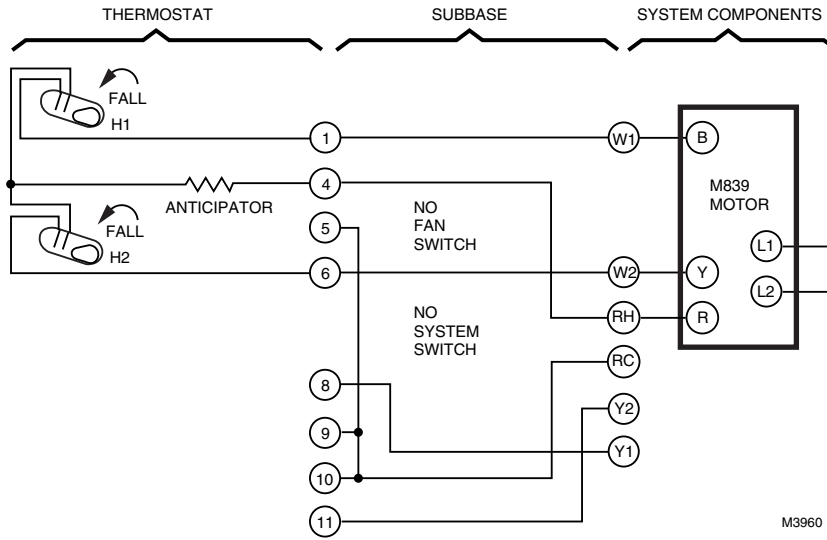 THERMOSTAT
SUBBASE
SYSTEM COMPONENTS
FALL
H1
1
W1
B
M839
MOTOR
4
ANTICIPATOR
NO
FAN
SWITCH
5
FALL
H2
L1
6
W2
Y
L2
NO
SYSTEM
SWITCH
RH
R
RC
8
Y2
9
Y1
10
11
M3960